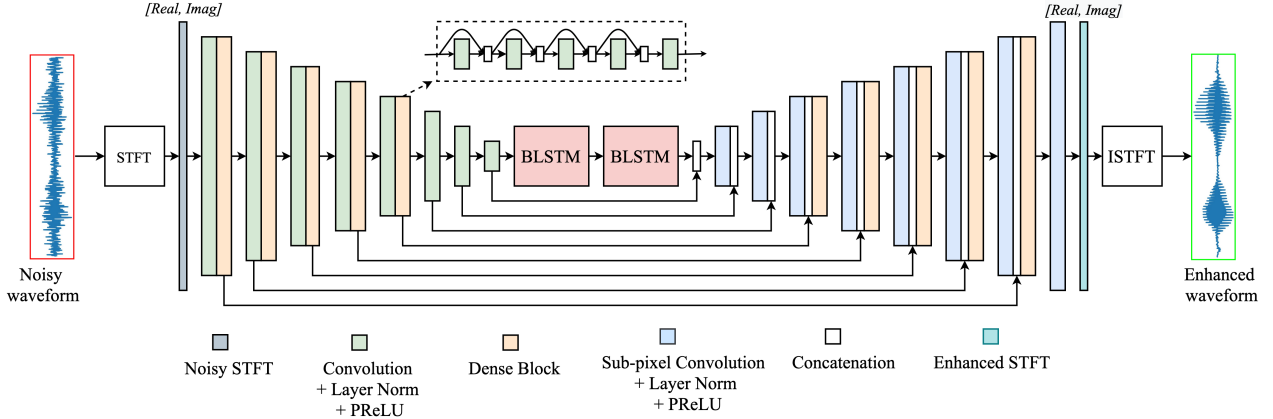 [Real, Imag]
[Real, Imag]
STFT
BLSTM
BLSTM
ISTFT
Noisy
waveform
Enhanced
waveform
Noisy STFT
Convolution
+ Layer Norm
+ PReLU
Dense Block
Sub-pixel Convolution
+ Layer Norm
+ PReLU
Concatenation
Enhanced STFT